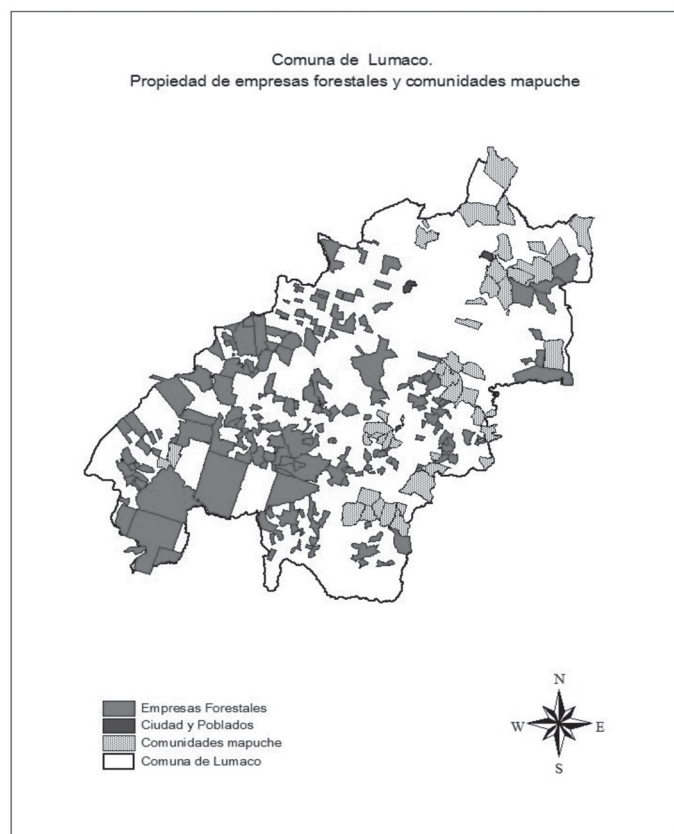 Comuna de Lumaco.
Propiedad de empresas forestales y comunidades mapuche
Empresas Forestales
Ciudad y Poblados
Comunidades mapuche
Comuna de Lumaco
N
W E
S